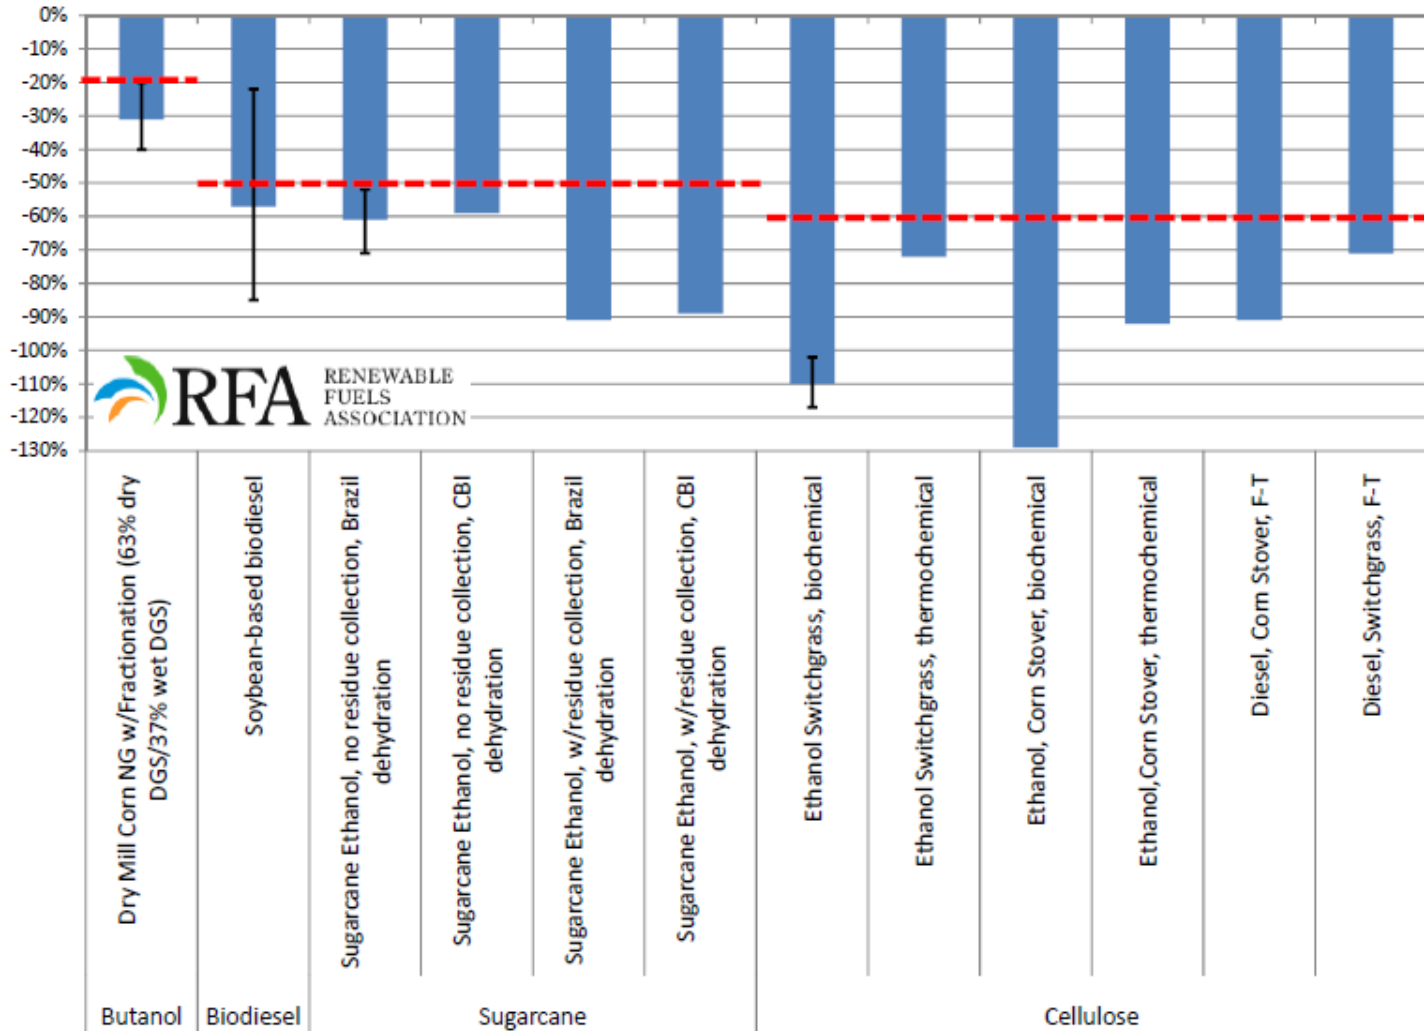 0%
-10%
-20%
-30%
-40%
-50%
-60%
-70%
-80%
-90%
-100%
-110%
-120%
-130%
RFA
RENEWABLE
FUELS
ASSOCIATION
Dry Mill Corn NG w/Fractionation (63% dry
DGS/37% wet DGS)
Soybean-based biodiesel
Sugarcane Ethanol, no residue collection, Brazil
dehydration
Sugarcane Ethanol, no residue collection, CBI
dehydration
Sugarcane Ethanol, w/residue collection, Brazil
dehydration
Sugarcane Ethanol, w/residue collection, CBI
dehydration
Ethanol Switchgrass, biochemical
Ethanol Switchgrass, thermochemical
Ethanol, Corn Stover, biochemical
Ethanol,Corn Stover, thermochemical
Diesel, Corn Stover, F-T
Diesel, Switchgrass, F-T
Butanol
Biodiesel
Sugarcane
Cellulose